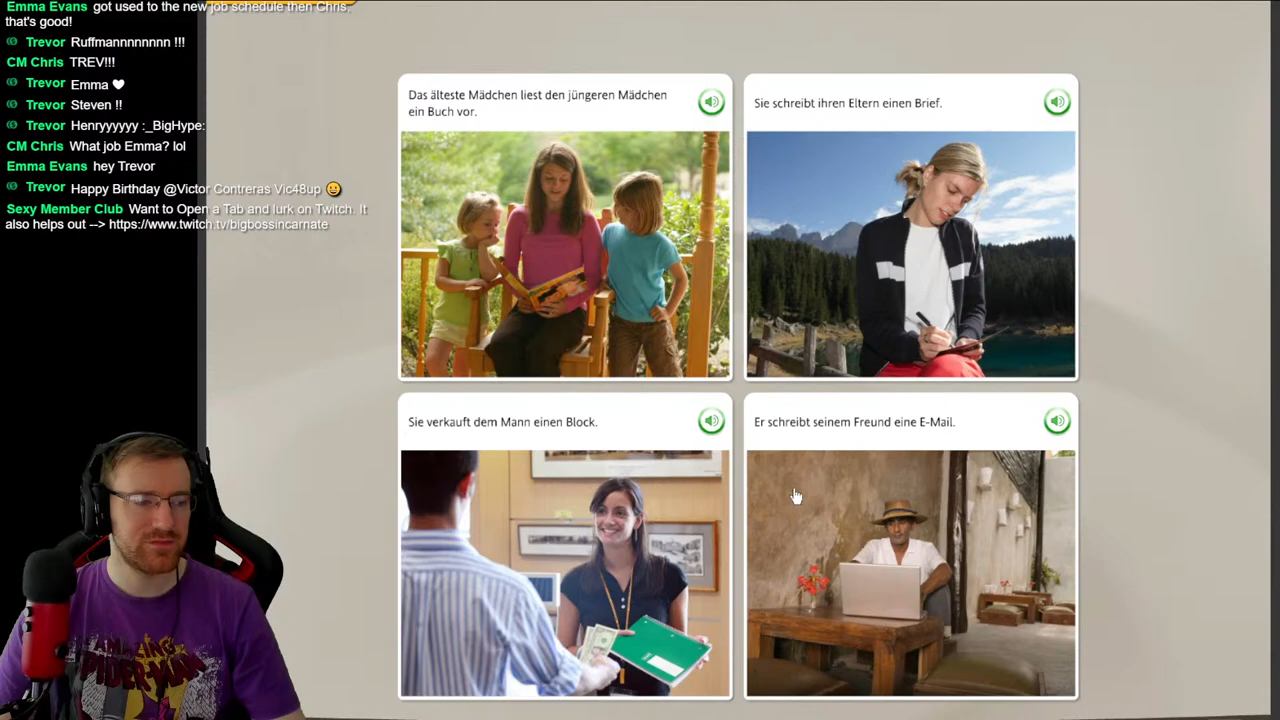 Emma Evans got used to the new job schedule then Chris,
that's good!
Trevor Ruffmannnnnnn !!!
CM Chris TREV!!!
Trevor Emma 🖤
Trevor Steven !!
Trevor Henryyyyyy :_BigHype:
CM Chris What job Emma? lol
Emma Evans hey Trevor
Trevor Happy Birthday @Victor Contreras Vic48up 😀
Sexy Member Club Want to Open a Tab and lurk on Twitch. It
also helps out --> https://www.twitch.tv/bigbossincarnate
Das älteste Mädchen liest den jüngeren Mädchen
ein Buch vor.
Sie schreibt ihren Eltern einen Brief.
Sie verkauft dem Mann einen Block.
Er schreibt seinem Freund eine E-Mail.